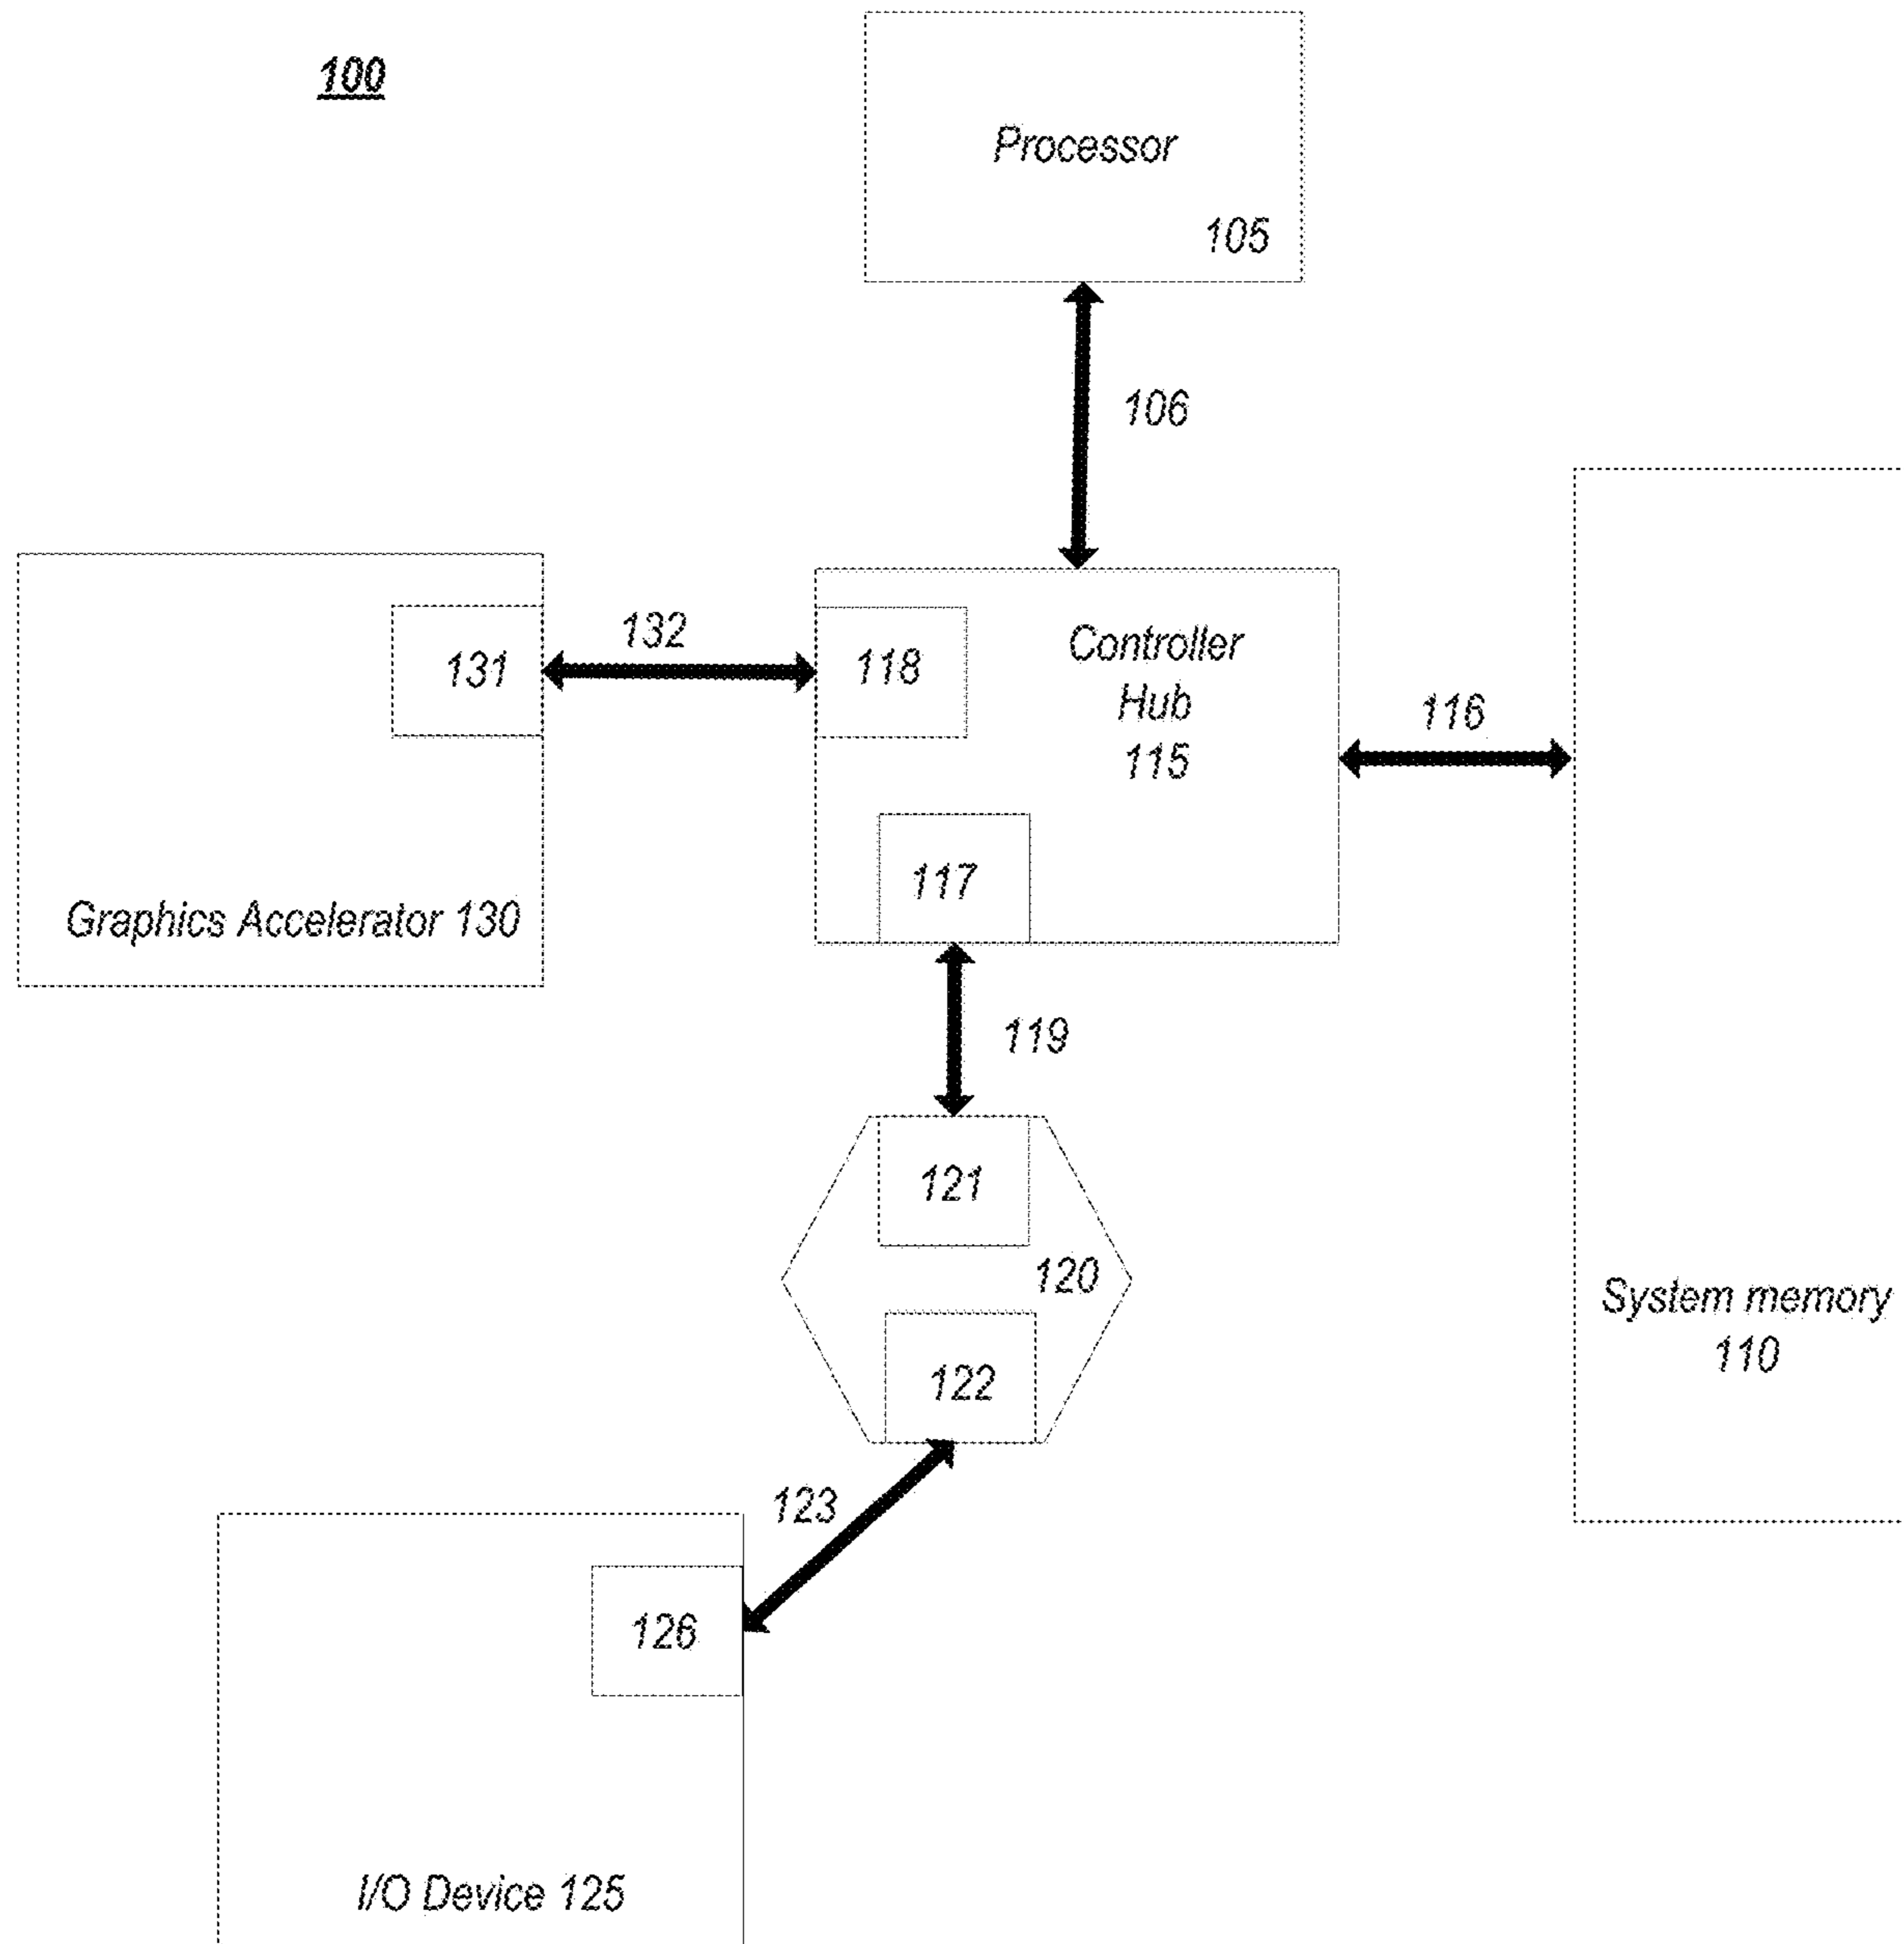 100
Processor
105
106
132
131
118
Controller
Hub
115
116
117
Graphics Accelerator 130
119
121
120
System memory
110
122
123
126
I/O Device 125